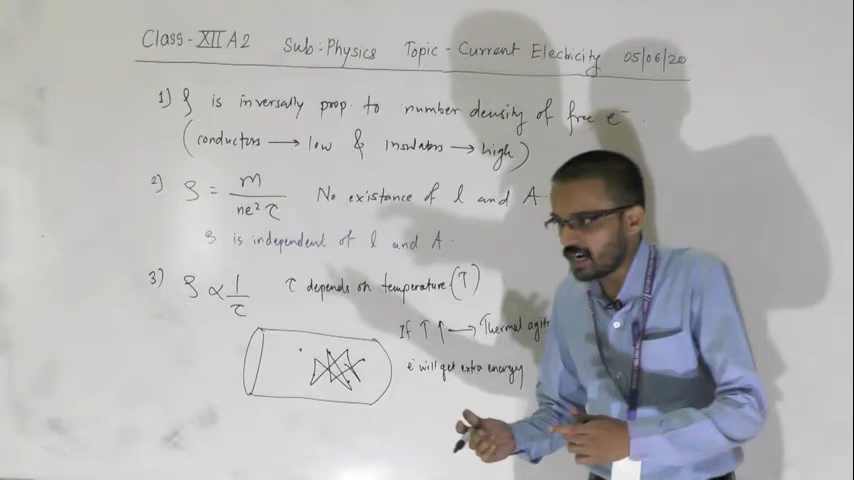 Class - XII A2 Sub: Physics Topic - Current Electricity 05/06/20
1) ρ is inversally prop. to number density of free e⁻.
(conductors → low & Insulators → high)
2) ρ = m / ne²τ No existance of l and A.
ρ is independent of l and A.
3) ρ ∝ 1/τ τ depends on temperature (T)
If T ↑ → Thermal agit
e⁻ will get extra energy